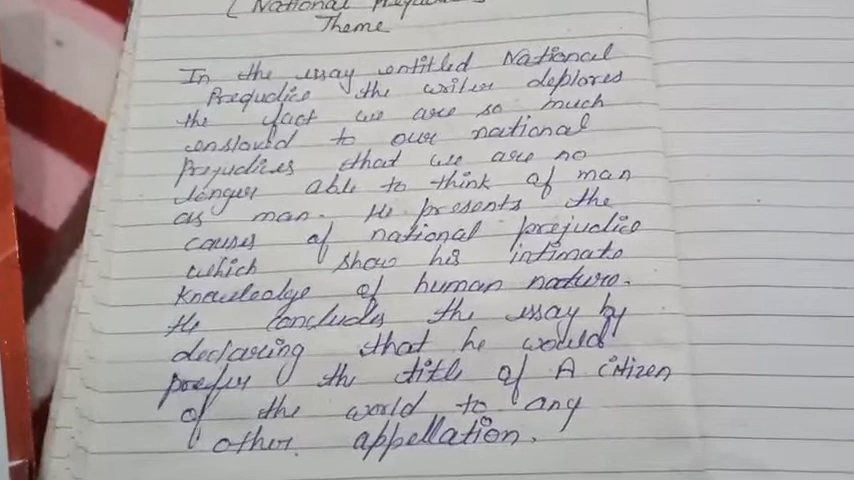 ( National Prejudice
Theme
In the essay entitled National
Prequdice the writer deplores
the fact we are so much
enslaved to our national
Prejudices that we are no
longer able to think of man
as man. He presents the
causes of national prejudice
which show his intimate
knowledge of human nature.
He concludes the essay by
declaring that he would
prefer the title of A Citizen
of the world to any
other appellation.